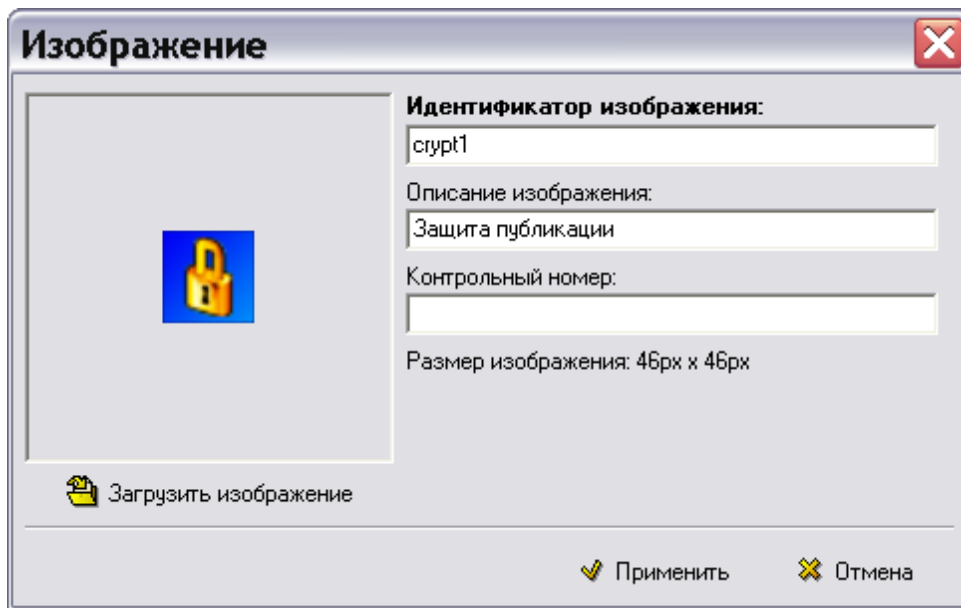 Изображение
Идентификатор изображения:
crypt1
Описание изображения:
Защита публикации
Контрольный номер:
Размер изображения: 46px x 46px
Загрузить изображение
Применить
Отмена